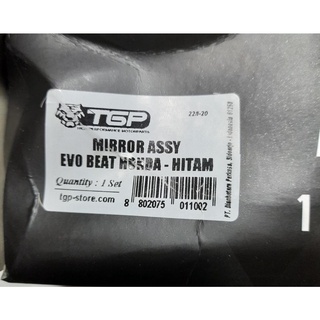 TGP
228-20
MIRROR ASSY
EVO BEAT HONDA - HITAM
Quantity : 1 Set
tgp-store.com
8 802075 011002
1